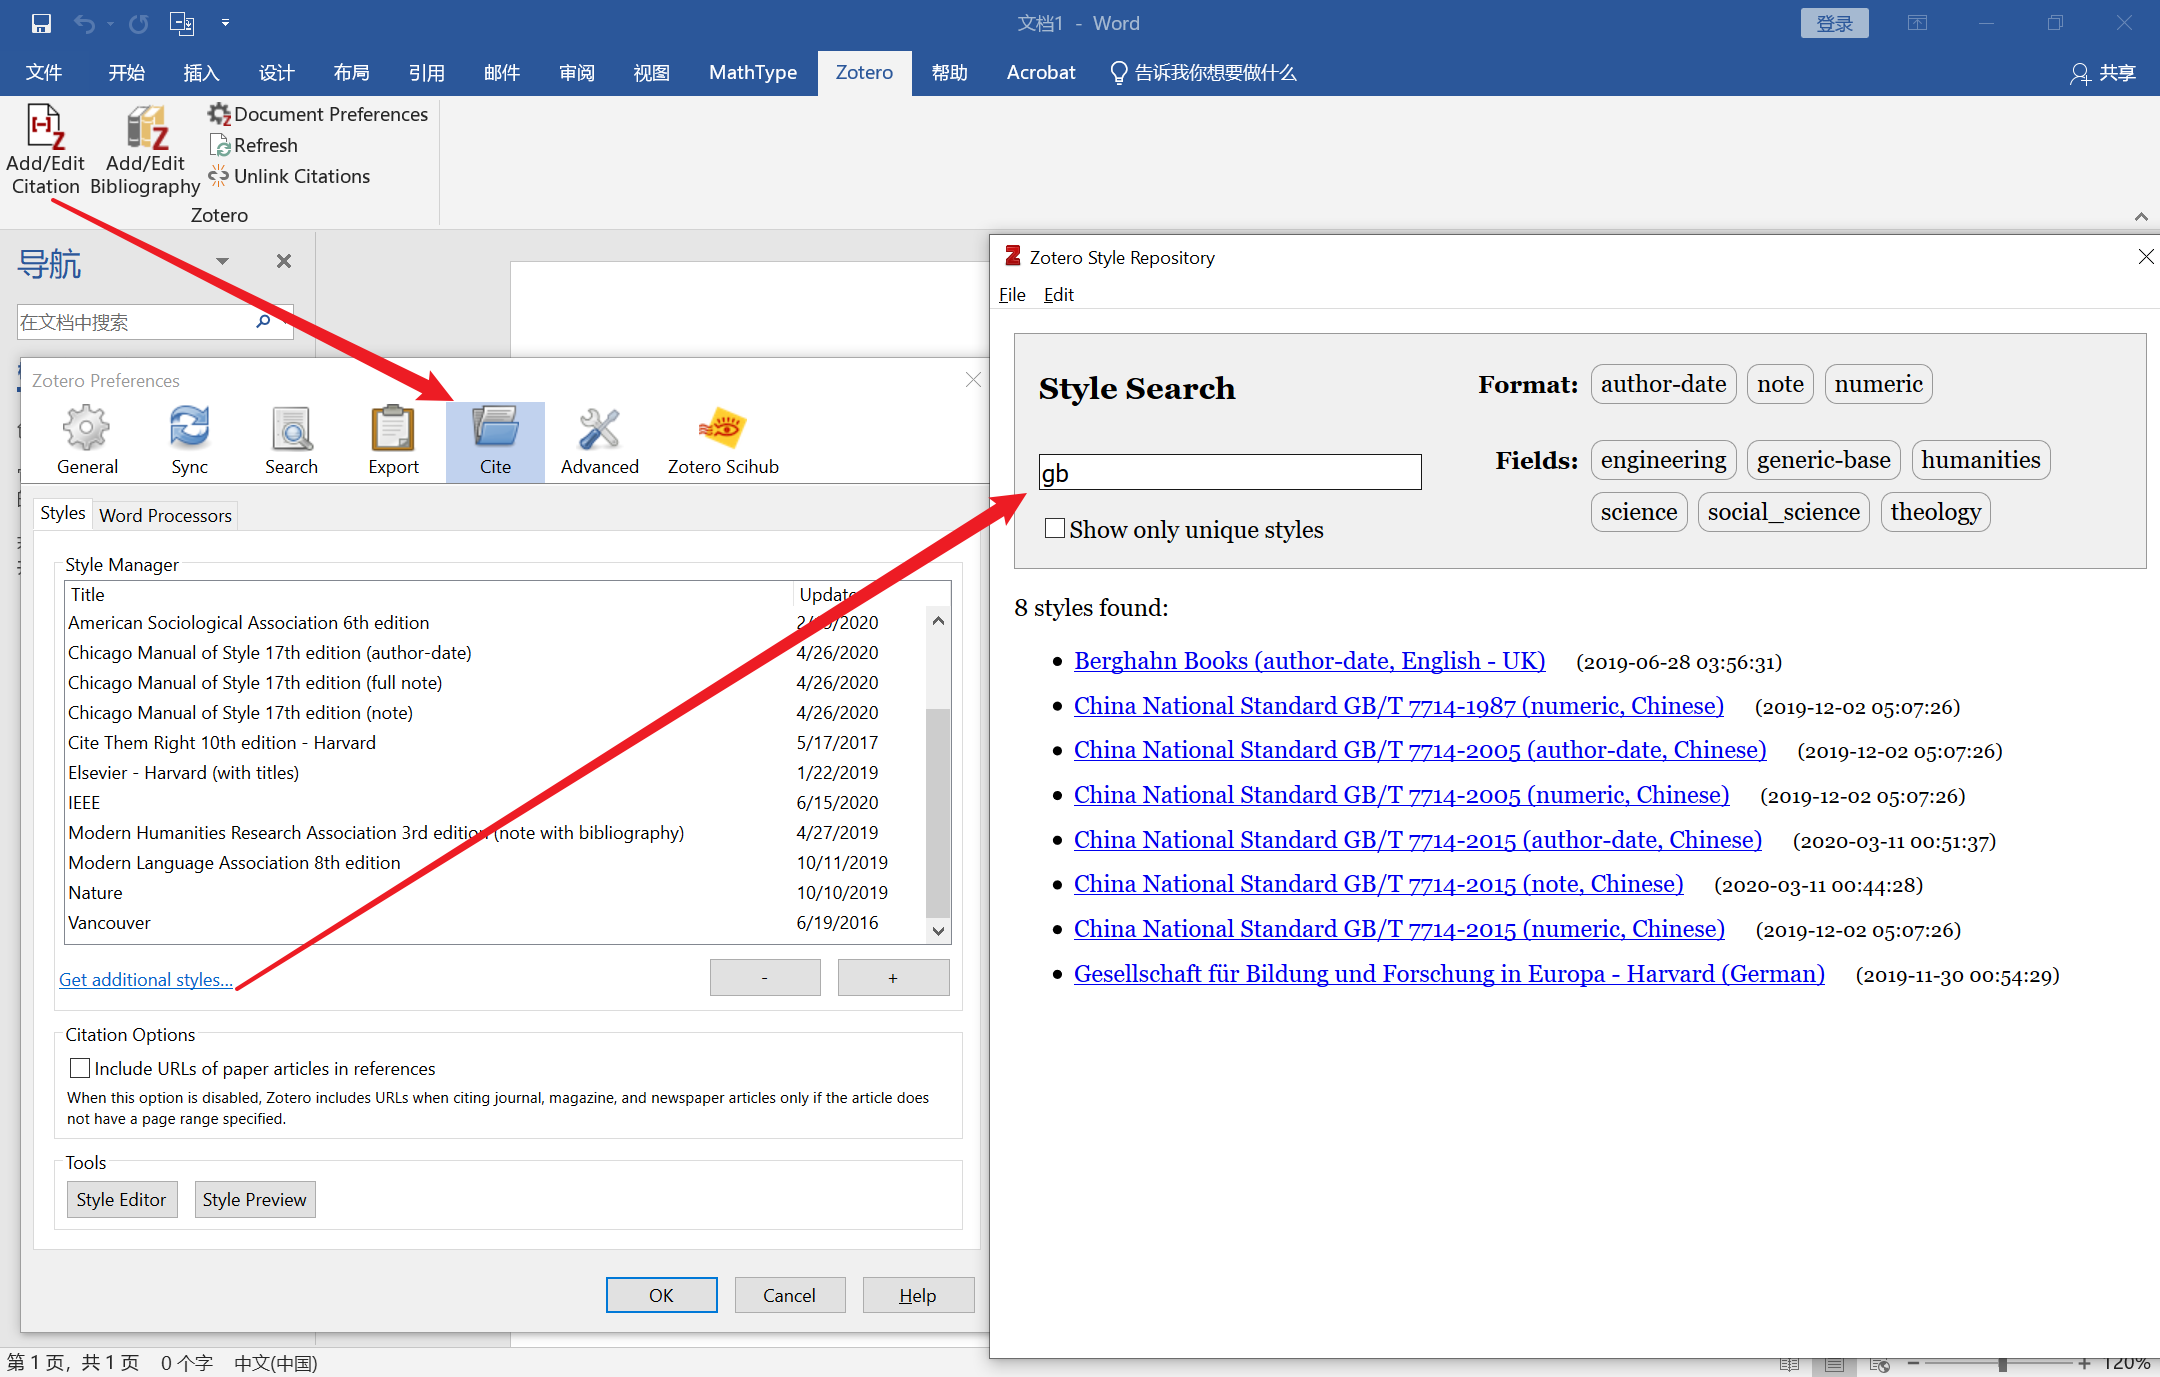 文档1 - Word
登录
文件 开始 插入 设计 布局 引用 邮件 审阅 视图 MathType Zotero 帮助 Acrobat 告诉我你想要做什么 共享
Add/Edit Citation
Add/Edit Bibliography
Document Preferences
Refresh
Unlink Citations
Zotero
导航
在文档中搜索
Zotero Preferences
General Sync Search Export Cite Advanced Zotero Scihub
Styles Word Processors
Style Manager
Title Update
American Sociological Association 6th edition
Chicago Manual of Style 17th edition (author-date) 4/26/2020
Chicago Manual of Style 17th edition (full note) 4/26/2020
Chicago Manual of Style 17th edition (note) 4/26/2020
Cite Them Right 10th edition - Harvard 5/17/2017
Elsevier - Harvard (with titles) 1/22/2019
IEEE 6/15/2020
Modern Humanities Research Association 3rd edition (note with bibliography) 4/27/2019
Modern Language Association 8th edition 10/11/2019
Nature 10/10/2019
Vancouver 6/19/2016
Get additional styles...
- +
Citation Options
Include URLs of paper articles in references
When this option is disabled, Zotero includes URLs when citing journal, magazine, and newspaper articles only if the article does
not have a page range specified.
Tools
Style Editor Style Preview
OK Cancel Help
Zotero Style Repository
File Edit
Style Search
gb
Show only unique styles
Format: author-date note numeric
Fields: engineering generic-base humanities
science social_science theology
8 styles found:
Berghahn Books (author-date, English - UK) (2019-06-28 03:56:31)
China National Standard GB/T 7714-1987 (numeric, Chinese) (2019-12-02 05:07:26)
China National Standard GB/T 7714-2005 (author-date, Chinese) (2019-12-02 05:07:26)
China National Standard GB/T 7714-2005 (numeric, Chinese) (2019-12-02 05:07:26)
China National Standard GB/T 7714-2015 (author-date, Chinese) (2020-03-11 00:51:37)
China National Standard GB/T 7714-2015 (note, Chinese) (2020-03-11 00:44:28)
China National Standard GB/T 7714-2015 (numeric, Chinese) (2019-12-02 05:07:26)
Gesellschaft für Bildung und Forschung in Europa - Harvard (German) (2019-11-30 00:54:29)
第 1 页，共 1 页 0 个字 中文(中国)
120%